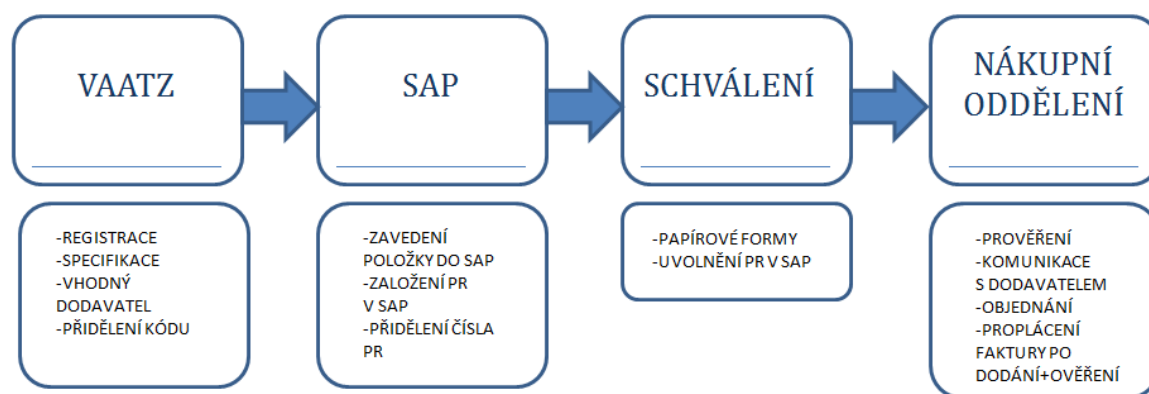 VAATZ
SAP
SCHVÁLENÍ
NÁKUPNÍ
ODDĚLENÍ
-REGISTRACE
-SPECIFIKACE
-VHODNÝ
DODAVATEL
-PŘIDĚLENÍ KÓDU
-ZAVEDENÍ
POLOŽKY DO SAP
-ZALOŽENÍ PR
V SAP
-PŘIDĚLENÍ ČÍSLA
PR
-PAPÍROVÉ FORMY
-UVOLNĚNÍ PR V SAP
-PROVĚŘENÍ
-KOMUNIKACE
S DODAVATELEM
-OBJEDNÁNÍ
-PROPLÁCENÍ
FAKTURY PO
DODÁNÍ+OVĚŘENÍ